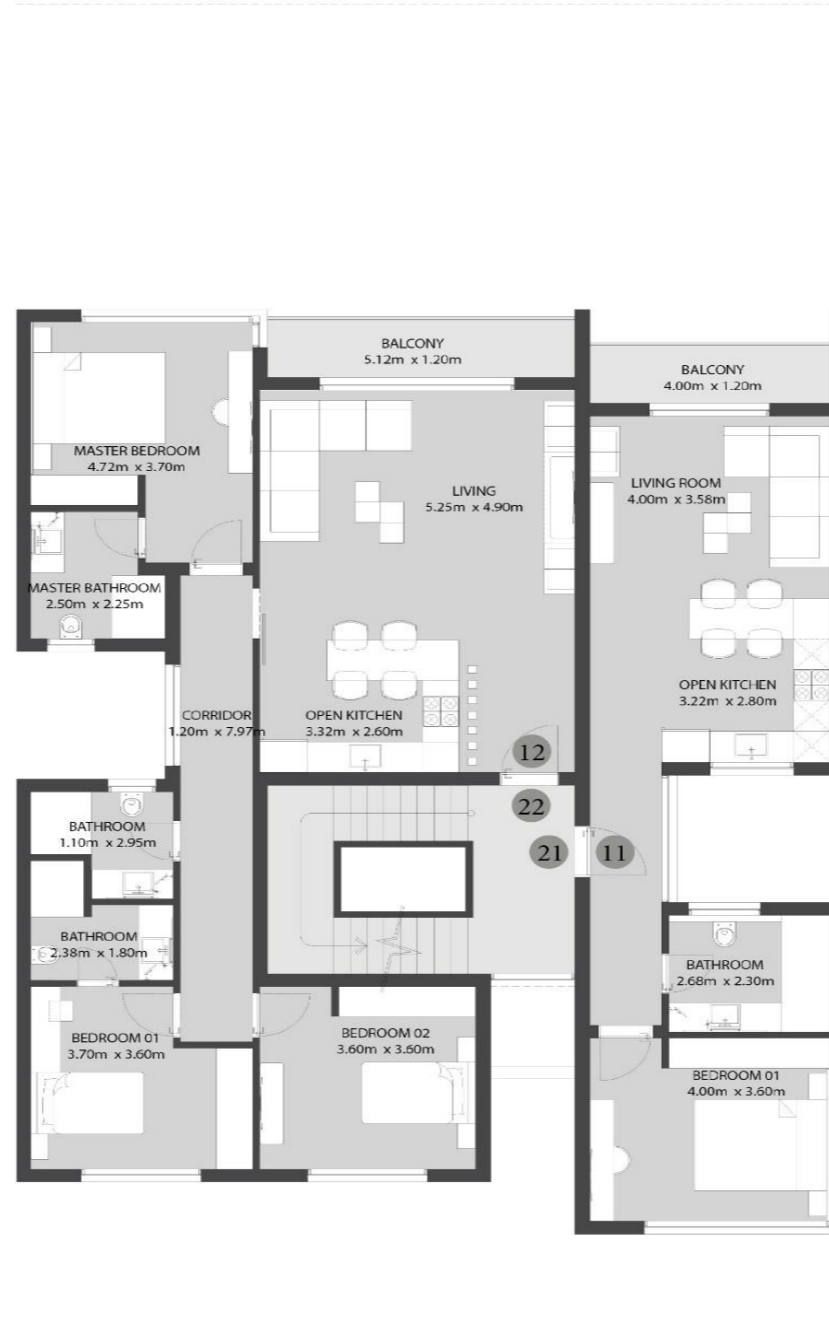 BALCONY
5.12m x 1.20m
BALCONY
4.00m x 1.20m
MASTER BEDROOM
4.72m x 3.70m
LIVING
5.25m x 4.90m
LIVING ROOM
4.00m x 3.58m
MASTER BATHROOM
2.50m x 2.25m
CORRIDOR
1.20m x 7.97m
OPEN KITCHEN
3.32m x 2.60m
OPEN KITCHEN
3.22m x 2.80m
12
22
21
11
BATHROOM
1.10m x 2.95m
BATHROOM
2.38m x 1.80m
BATHROOM
2.68m x 2.30m
BEDROOM 01
3.70m x 3.60m
BEDROOM 02
3.60m x 3.60m
BEDROOM 01
4.00m x 3.60m